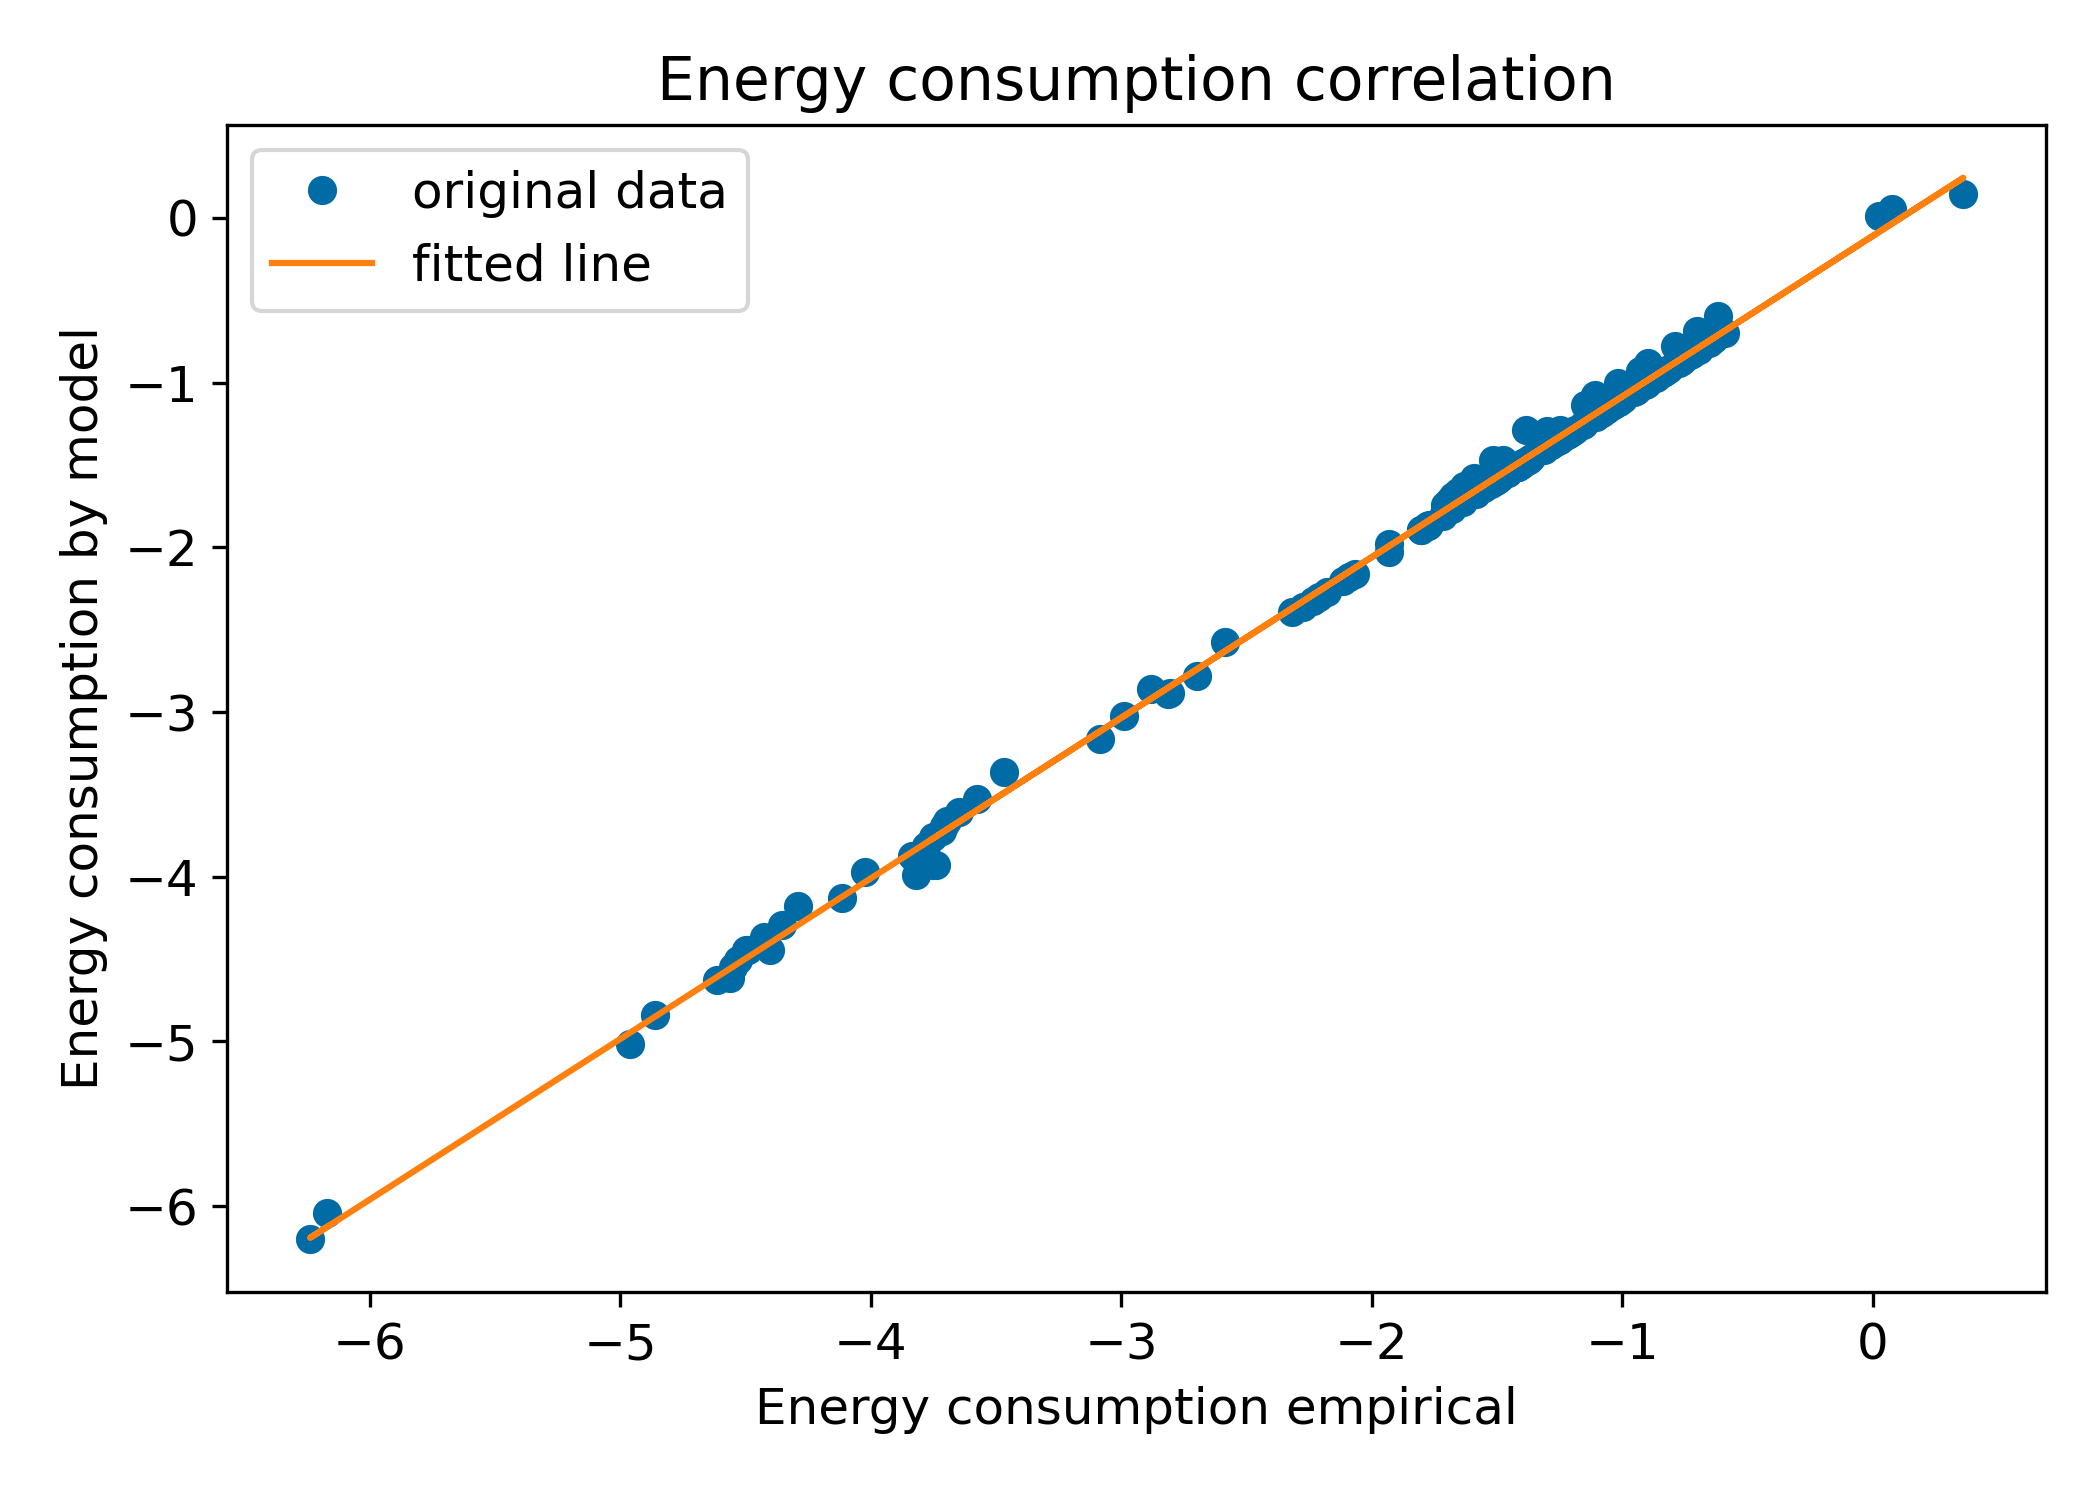 Energy consumption correlation
original data
fitted line
0
−1
−2
−3
−4
−5
−6
Energy consumption by model
−6
−5
−4
−3
−2
−1
0
Energy consumption empirical